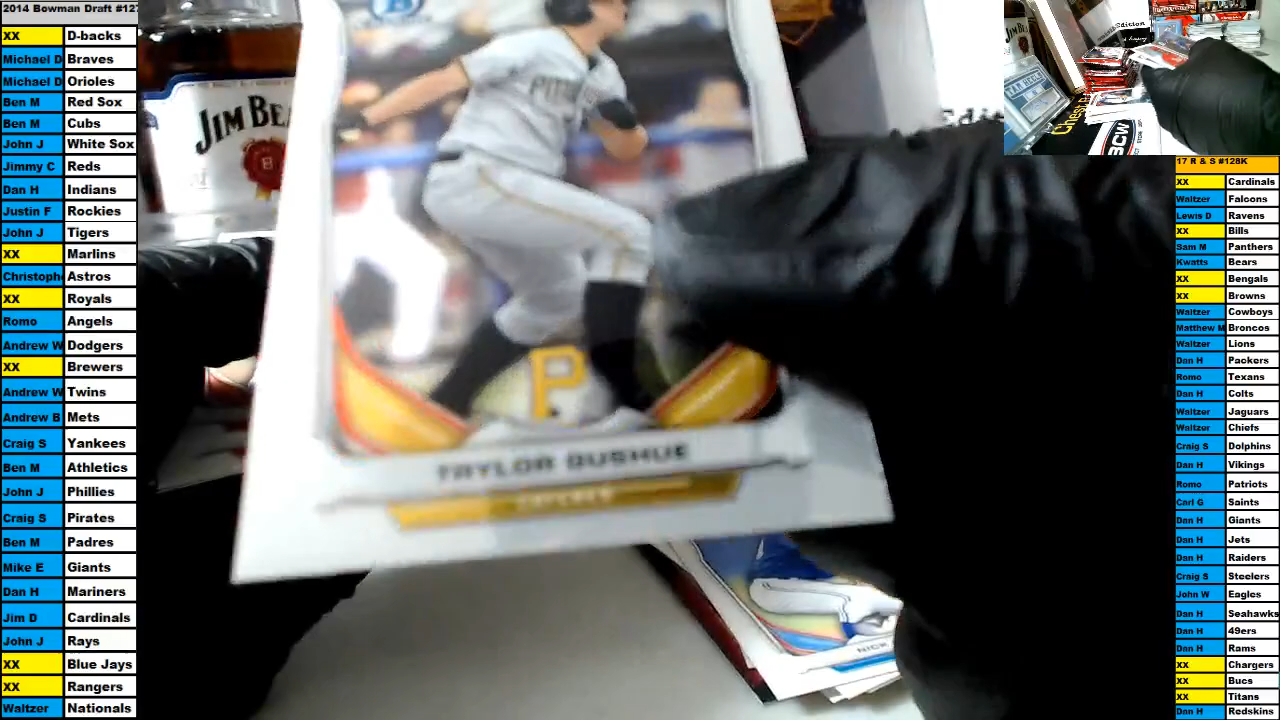 2014 Bowman Draft #127
XX D-backs
Michael D Braves
Michael D Orioles
Ben M Red Sox
Ben M Cubs
John J White Sox
Jimmy C Reds
Dan H Indians
Justin F Rockies
John J Tigers
XX Marlins
Christoph Astros
XX Royals
Romo Angels
Andrew W Dodgers
XX Brewers
Andrew W Twins
Andrew B Mets
Craig S Yankees
Ben M Athletics
John J Phillies
Craig S Pirates
Ben M Padres
Mike E Giants
Dan H Mariners
Jim D Cardinals
John J Rays
XX Blue Jays
XX Rangers
Waltzer Nationals
JIM BEA
B
P
TAYLOR GUSHUE
NICK
Edition
BCW
17 R & S #128K
XX Cardinals
Waltzer Falcons
Lewis D Ravens
XX Bills
Sam M Panthers
Kwatts Bears
XX Bengals
XX Browns
Waltzer Cowboys
Matthew M Broncos
Waltzer Lions
Dan H Packers
Romo Texans
Dan H Colts
Waltzer Jaguars
Waltzer Chiefs
Craig S Dolphins
Dan H Vikings
Romo Patriots
Carl G Saints
Dan H Giants
Dan H Jets
Dan H Raiders
Craig S Steelers
John W Eagles
Dan H Seahawks
Dan H 49ers
Dan H Rams
XX Chargers
XX Bucs
XX Titans
Dan H Redskins